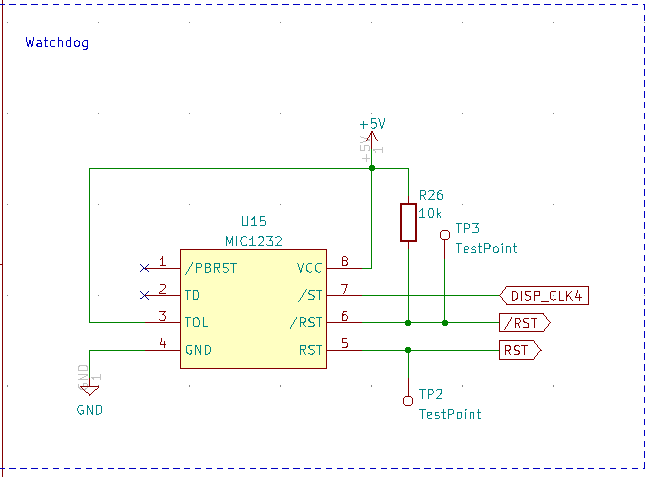 Watchdog
+5V
+5V
1
R26
10k
TP3
TestPoint
U15
MIC1232
1 /PBRST VCC 8
2 TD /ST 7 DISP_CLK4
3 TOL /RST 6 /RST
4 GND RST 5 RST
GND
1
GND
TP2
TestPoint